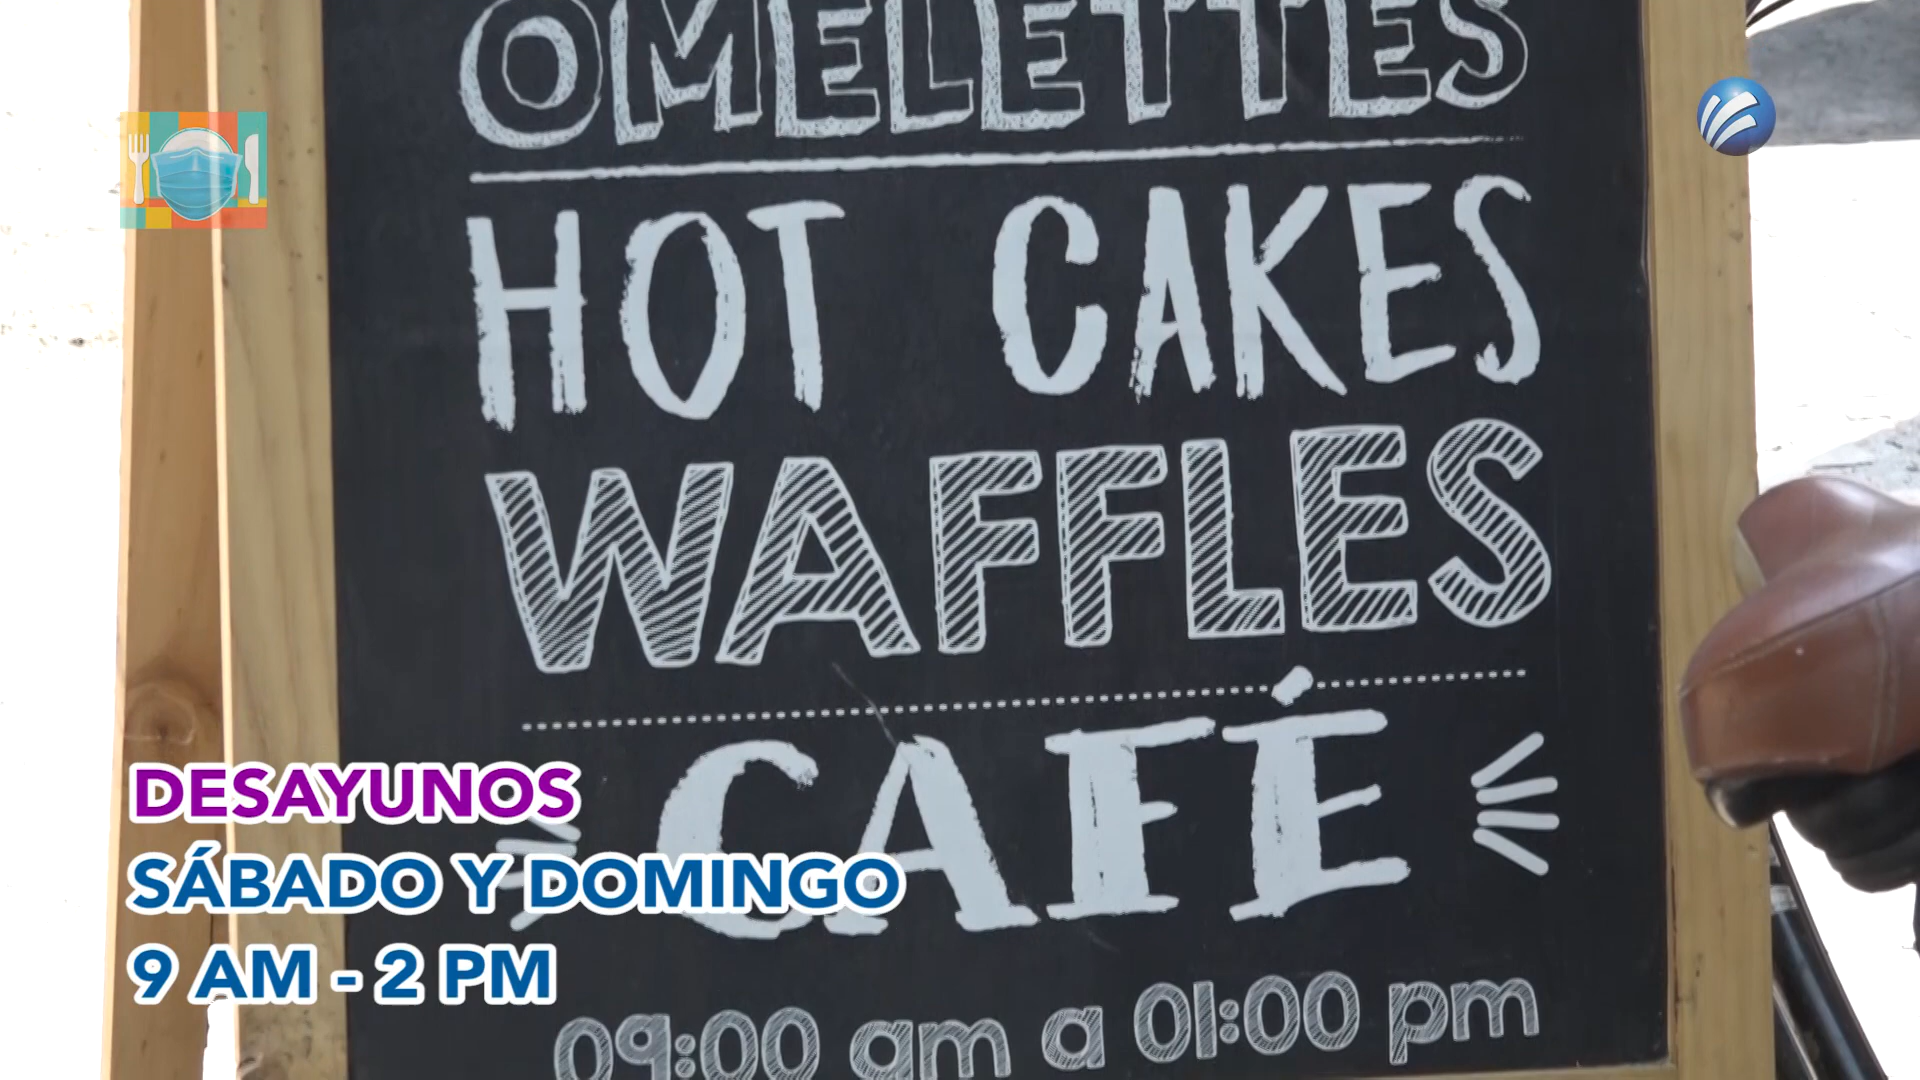 OMELETTES
HOT CAKES
WAFFLES
CAFÉ
09:00 am a 01:00 pm
DESAYUNOS
SÁBADO Y DOMINGO
9 AM - 2 PM